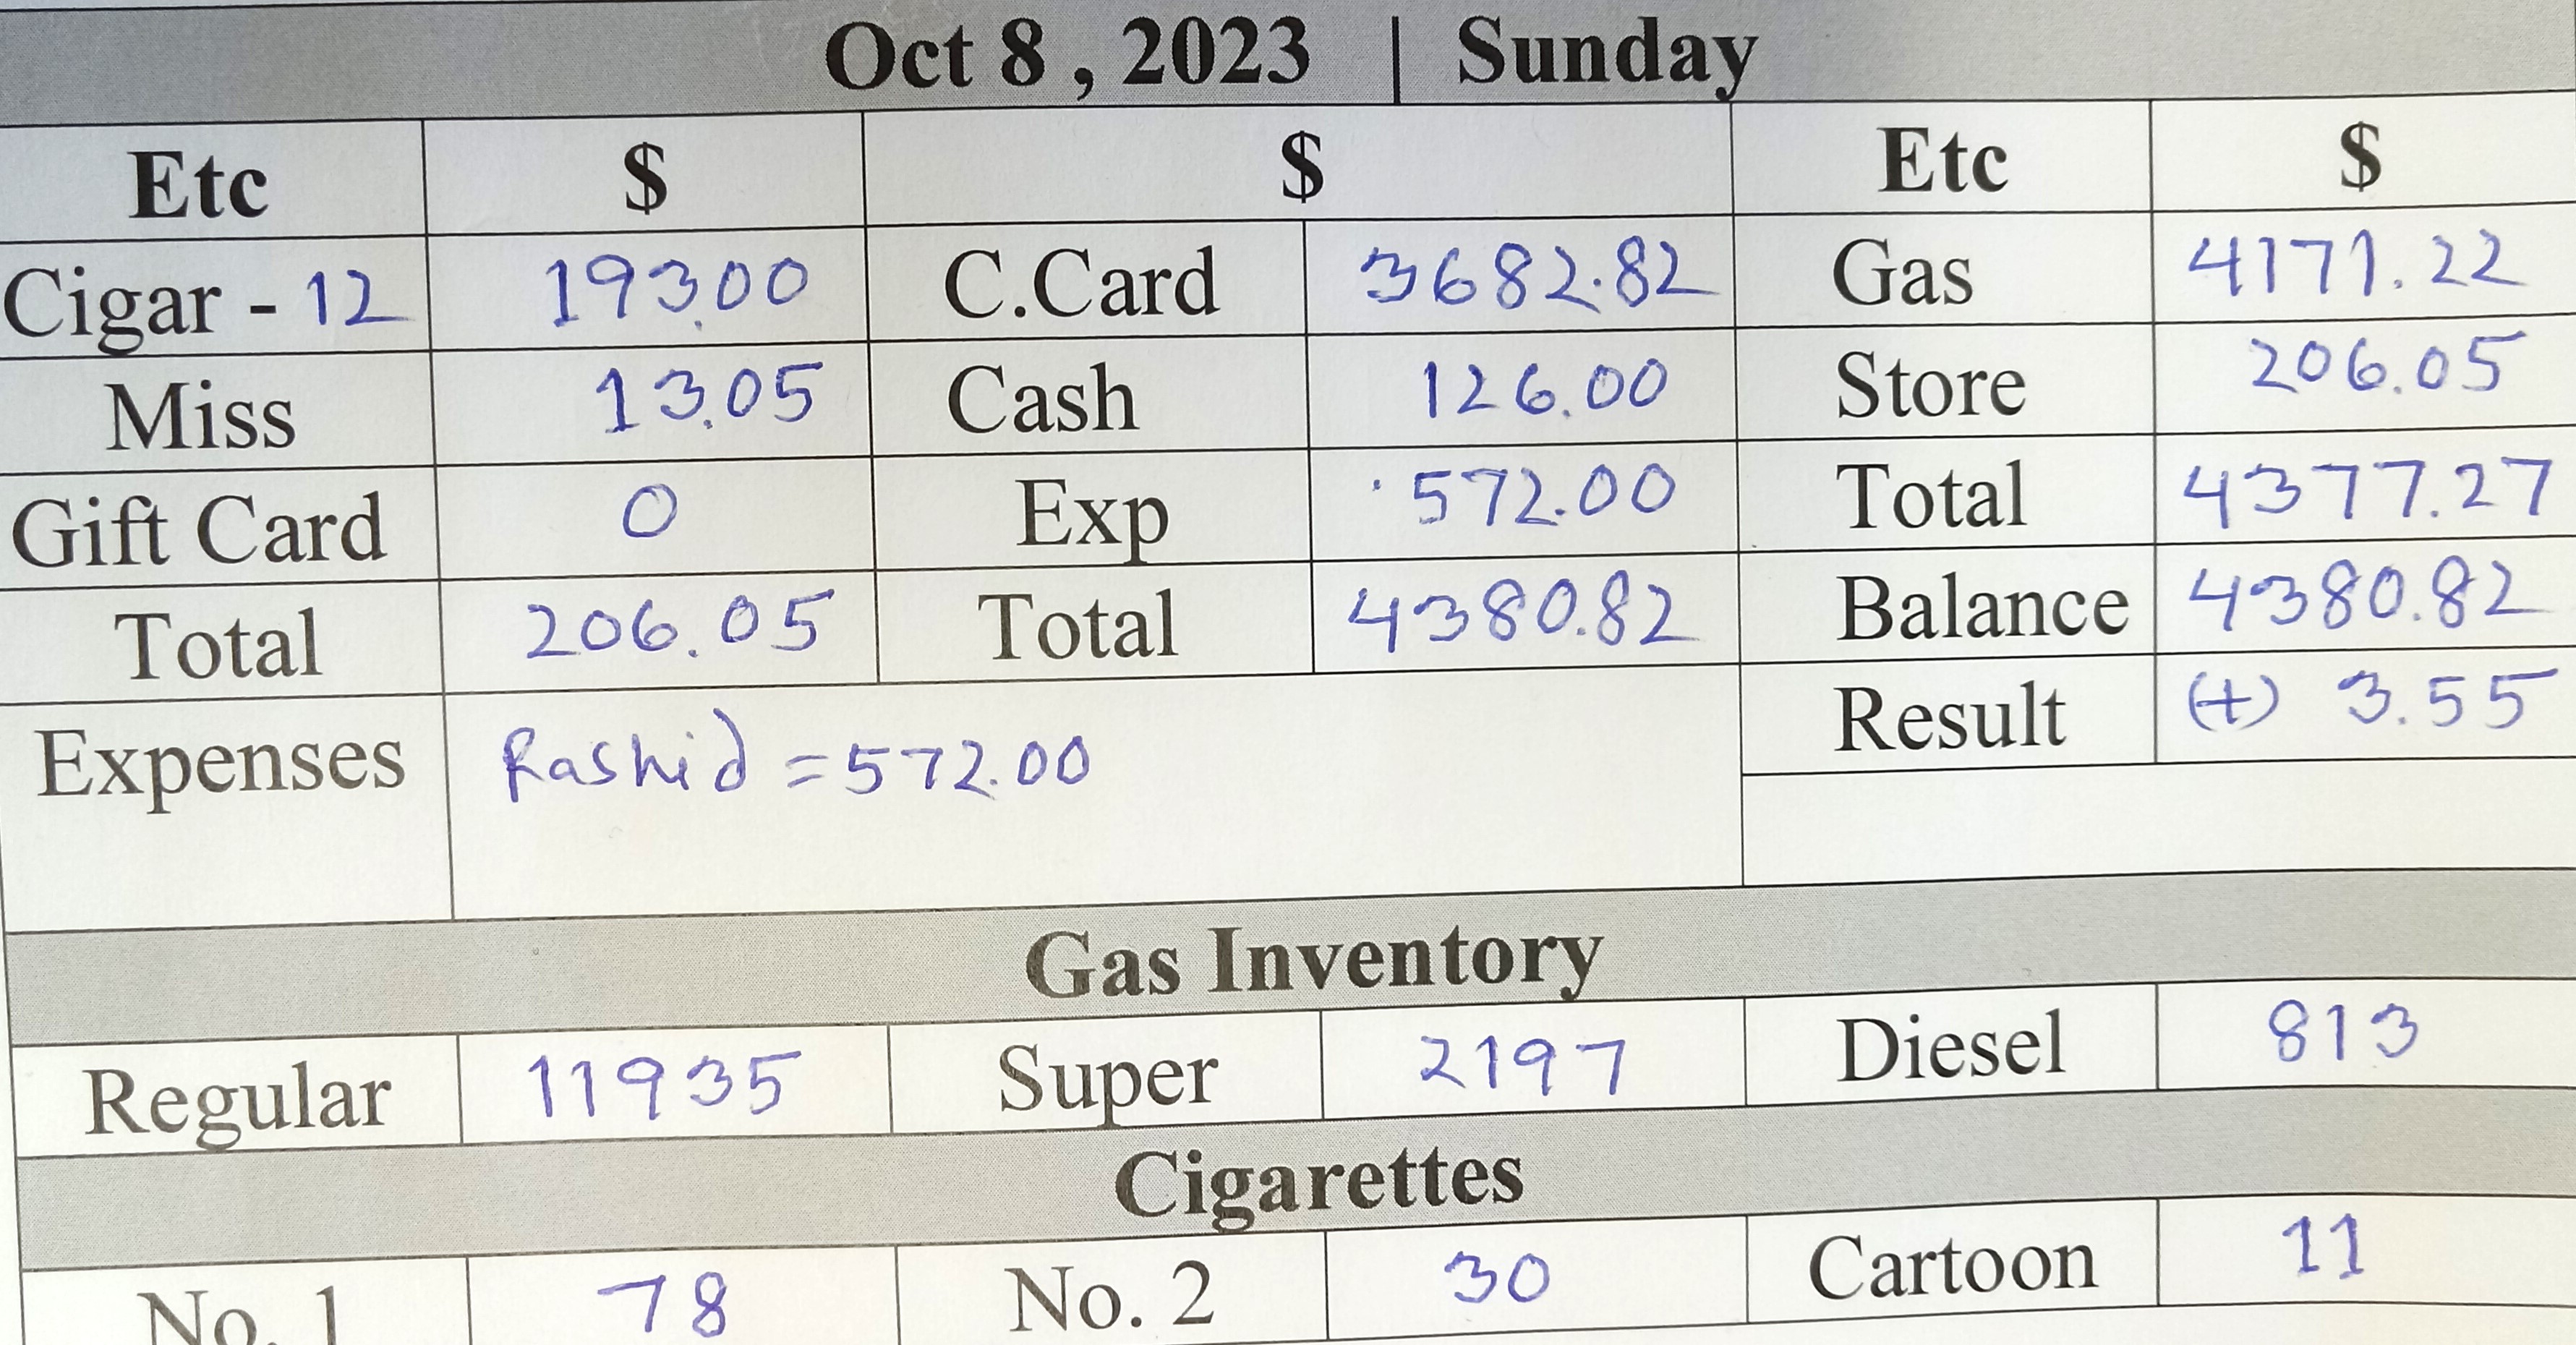 Oct 8 , 2023 | Sunday
Etc $ $ Etc $
Cigar - 12 193.00 C.Card 3682.82 Gas 4171.22
Miss 13.05 Cash 126.00 Store 206.05
Gift Card 0 Exp 572.00 Total 4377.27
Total 206.05 Total 4380.82 Balance 4380.82
Result (+) 3.55
Expenses Rashid = 572.00
Gas Inventory
Regular 11935 Super 2197 Diesel 813
Cigarettes
No. 1 78 No. 2 30 Cartoon 11